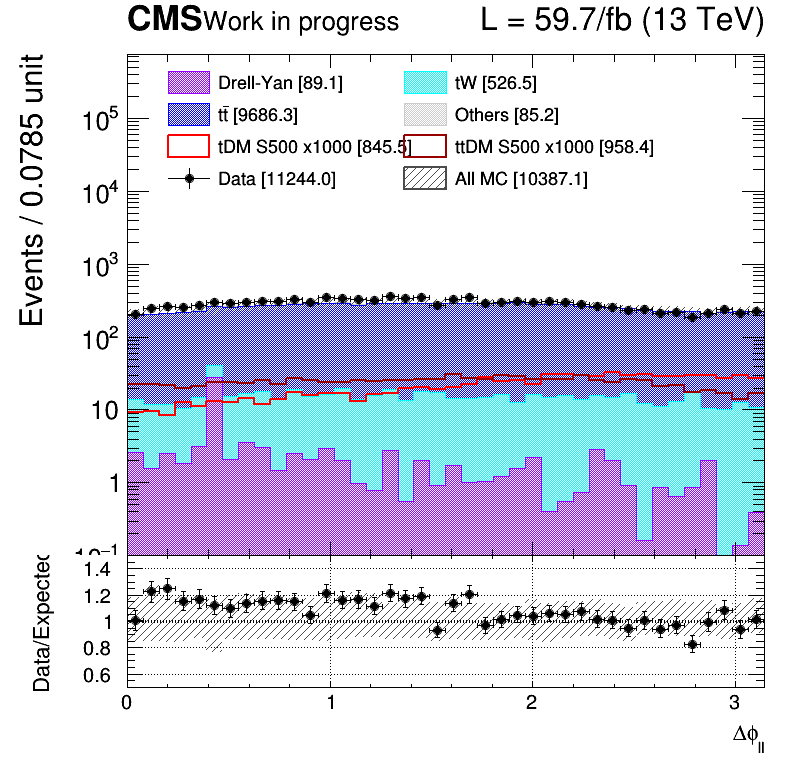 CMS Work in progress L = 59.7/fb (13 TeV)
Events / 0.0785 unit
Drell-Yan [89.1] tW [526.5]
tt̄ [9686.3] Others [85.2]
tDM S500 x1000 [845.5] ttDM S500 x1000 [958.4]
Data [11244.0] All MC [10387.1]
10⁵
10⁴
10³
10²
10
1
10⁻¹
Data/Expected
1.4
1.2
1
0.8
0.6
0 1 2 3
Δϕ_ll